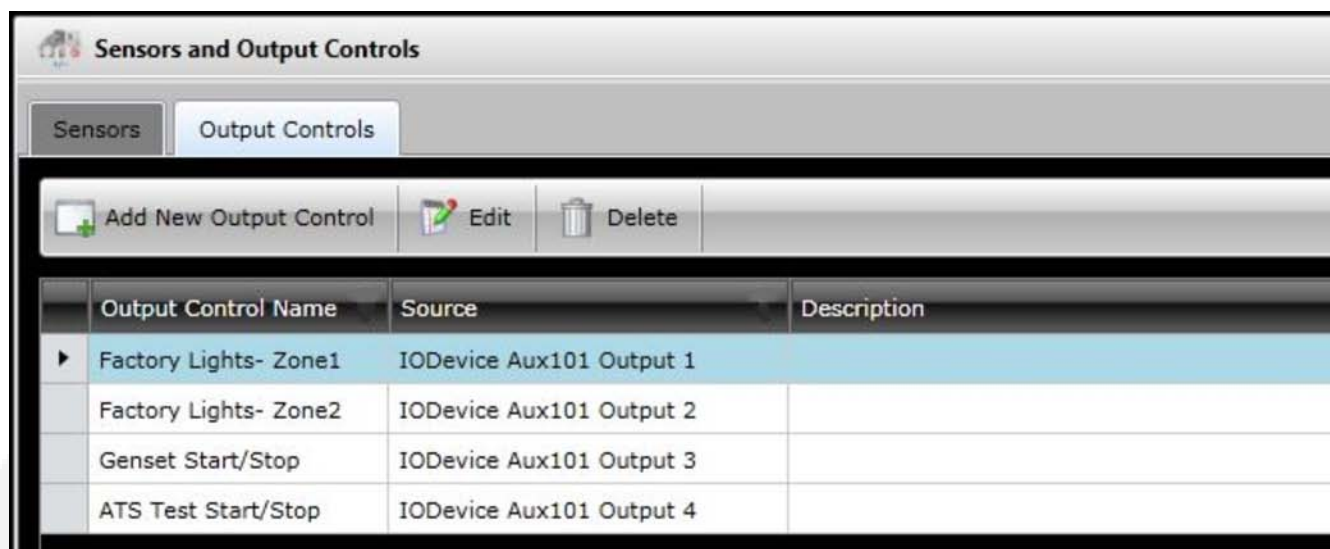 Sensors and Output Controls
Sensors Output Controls
Add New Output Control Edit Delete
Output Control Name Source Description
Factory Lights- Zone1 IODevice Aux101 Output 1
Factory Lights- Zone2 IODevice Aux101 Output 2
Genset Start/Stop IODevice Aux101 Output 3
ATS Test Start/Stop IODevice Aux101 Output 4